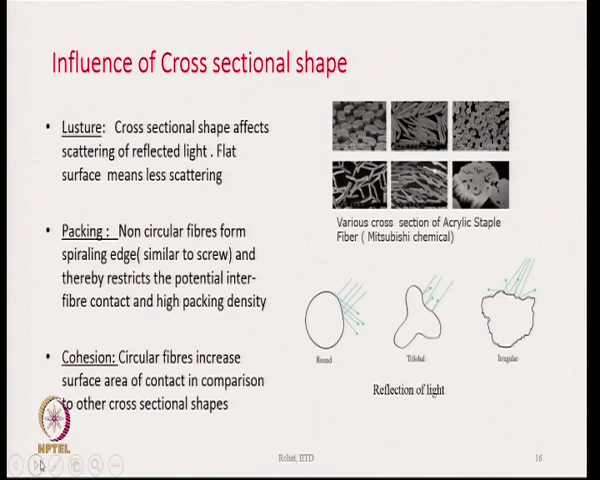 Influence of Cross sectional shape
• Lusture: Cross sectional shape affects
scattering of reflected light . Flat
surface means less scattering
• Packing : Non circular fibres form
spiraling edge( similar to screw) and
thereby restricts the potential inter-
fibre contact and high packing density
• Cohesion: Circular fibres increase
surface area of contact in comparison
to other cross sectional shapes
Various cross section of Acrylic Staple
Fiber ( Mitsubishi chemical)
Round
Trilobal
Irregular
Reflection of light
NPTEL
Rohat, IITD
16